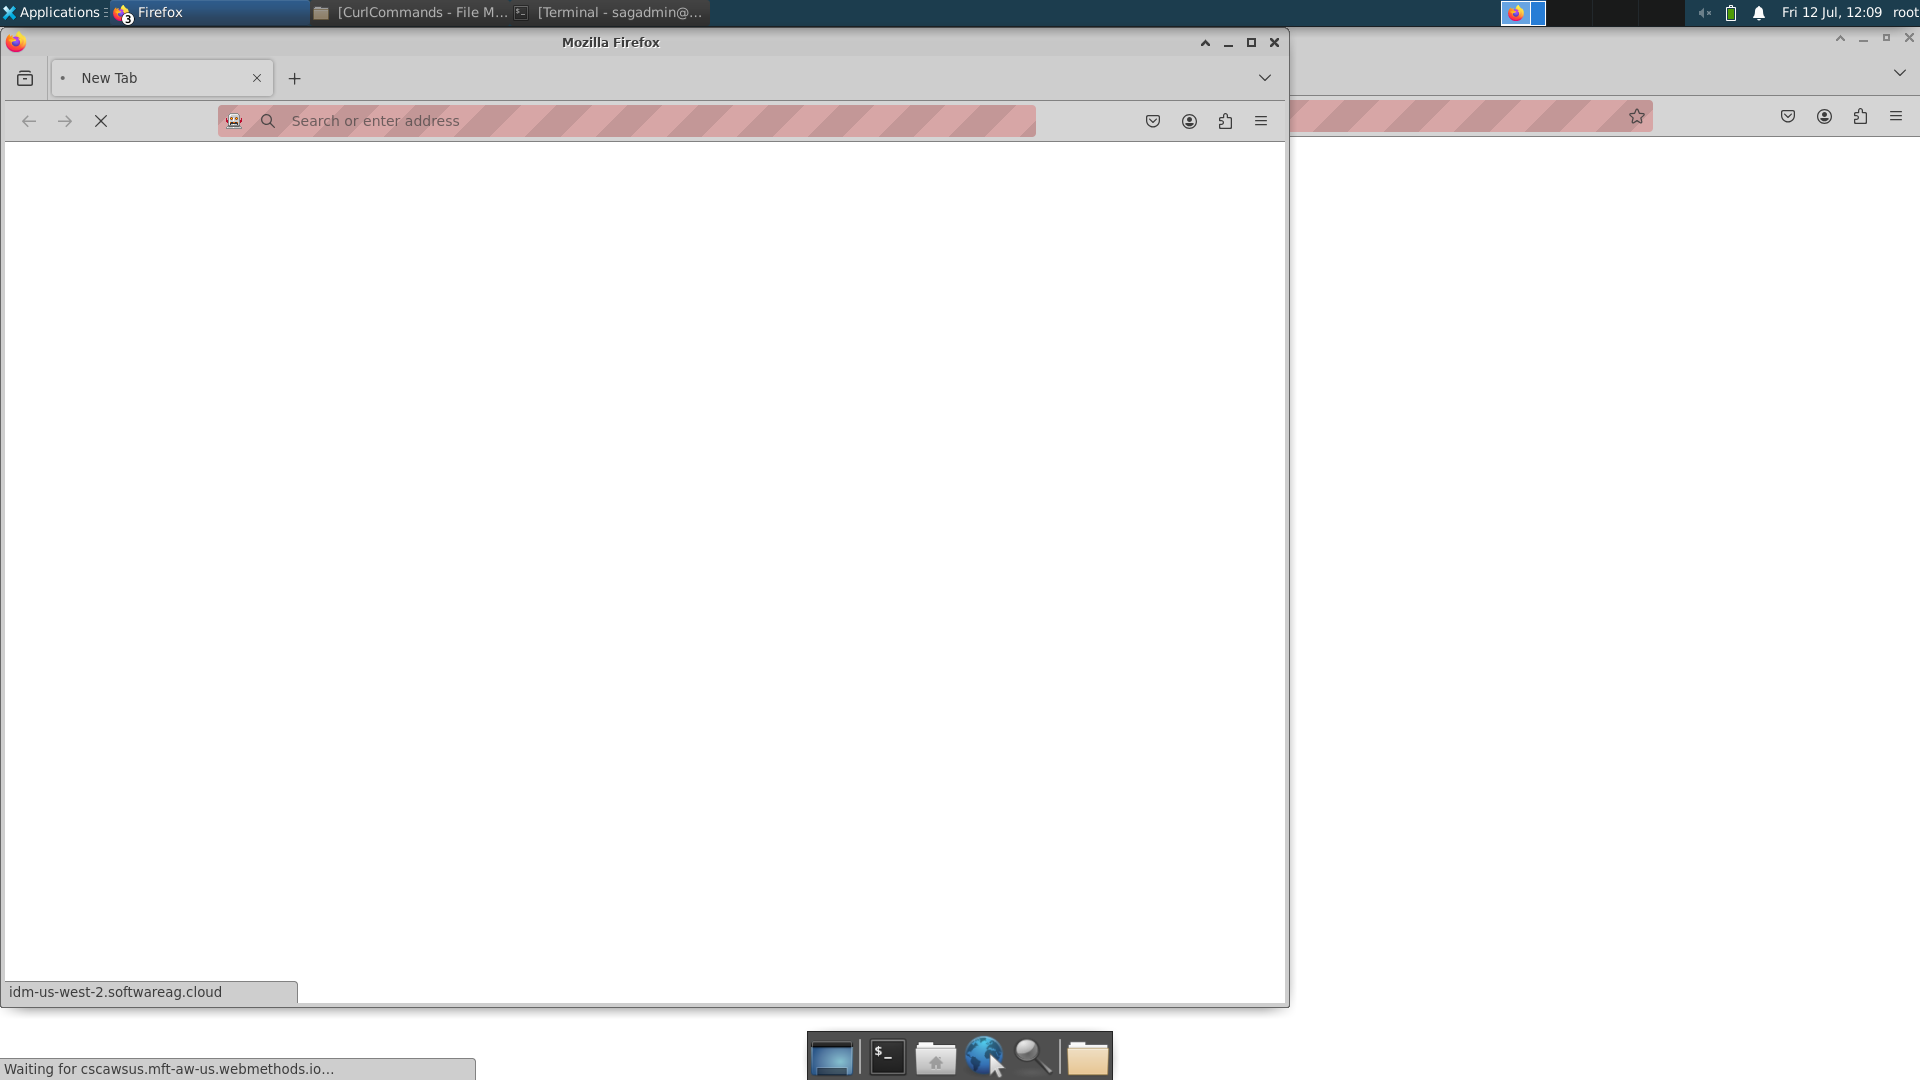 Applications
3
Firefox
[CurlCommands - File M...
[Terminal - sagadmin@...
Fri 12 Jul, 12:09
root
Mozilla Firefox
New Tab
Search or enter address
idm-us-west-2.softwareag.cloud
$_
Waiting for cscawsus.mft-aw-us.webmethods.io…